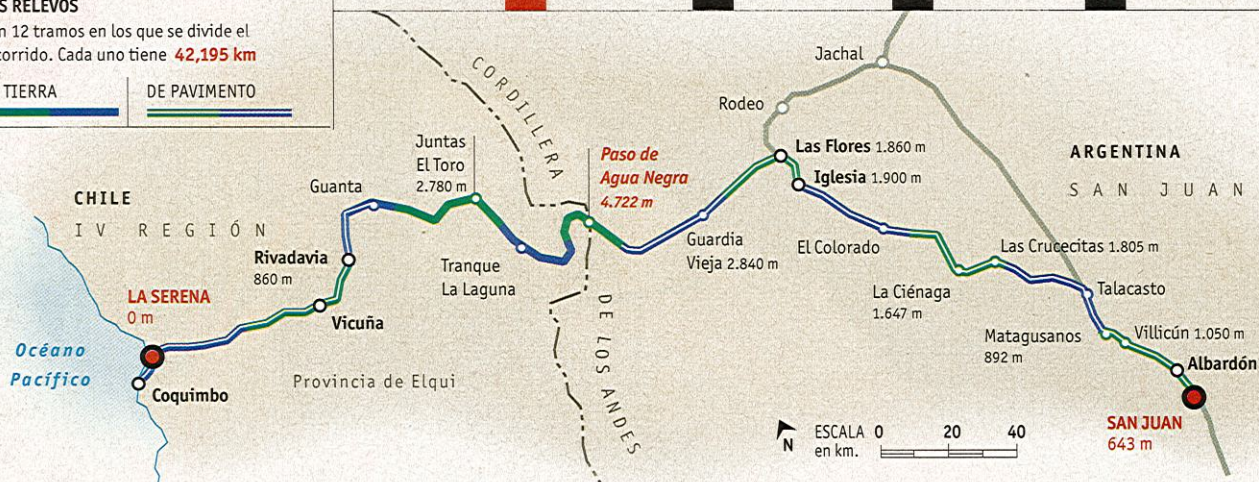 S RELEVOS
n 12 tramos en los que se divide el
corrido. Cada uno tiene 42,195 km
TIERRA
DE PAVIMENTO
CHILE
IV REGIÓN
LA SERENA
0 m
Océano
Pacífico
Coquimbo
Vicuña
Rivadavia
860 m
Guanta
Juntas
El Toro
2.780 m
Tranque
La Laguna
Provincia de Elqui
CORDILLERA
DE LOS ANDES
Paso de
Agua Negra
4.722 m
Guardia
Vieja 2.840 m
Rodeo
Jachal
Las Flores 1.860 m
Iglesia 1.900 m
El Colorado
La Ciénaga
1.647 m
Las Crucecitas 1.805 m
Talacasto
Matagusanos
892 m
Villicún 1.050 m
Albardón
SAN JUAN
643 m
ARGENTINA
SAN JUAN
N
ESCALA 0 20 40
en km.